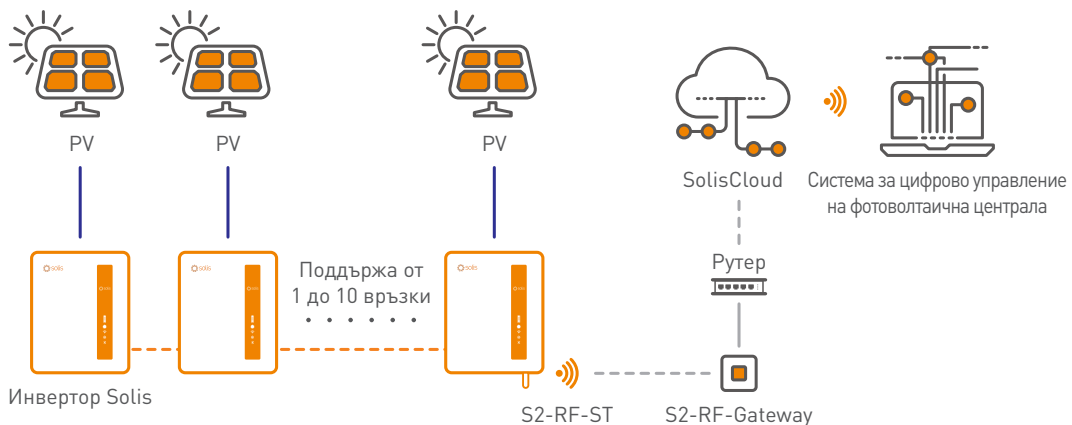 PV
PV
PV
SolisCloud
Система за цифрово управление
на фотоволтаична централа
solis
solis
solis
Поддържа от
1 до 10 връзки
Рутер
Инвертор Solis
S2-RF-ST
S2-RF-Gateway